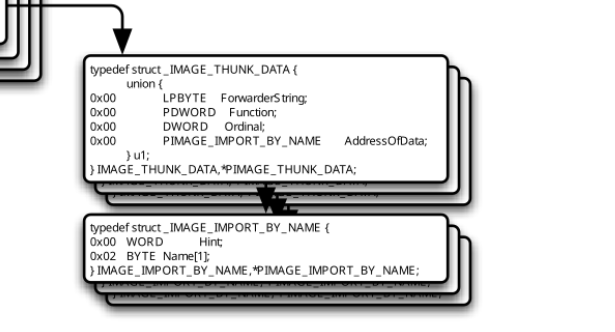 typedef struct _IMAGE_THUNK_DATA {
union {
0x00 LPBYTE ForwarderString;
0x00 PDWORD Function;
0x00 DWORD Ordinal;
0x00 PIMAGE_IMPORT_BY_NAME AddressOfData;
} u1;
} IMAGE_THUNK_DATA,*PIMAGE_THUNK_DATA;
typedef struct _IMAGE_IMPORT_BY_NAME {
0x00 WORD Hint;
0x02 BYTE Name[1];
} IMAGE_IMPORT_BY_NAME,*PIMAGE_IMPORT_BY_NAME;